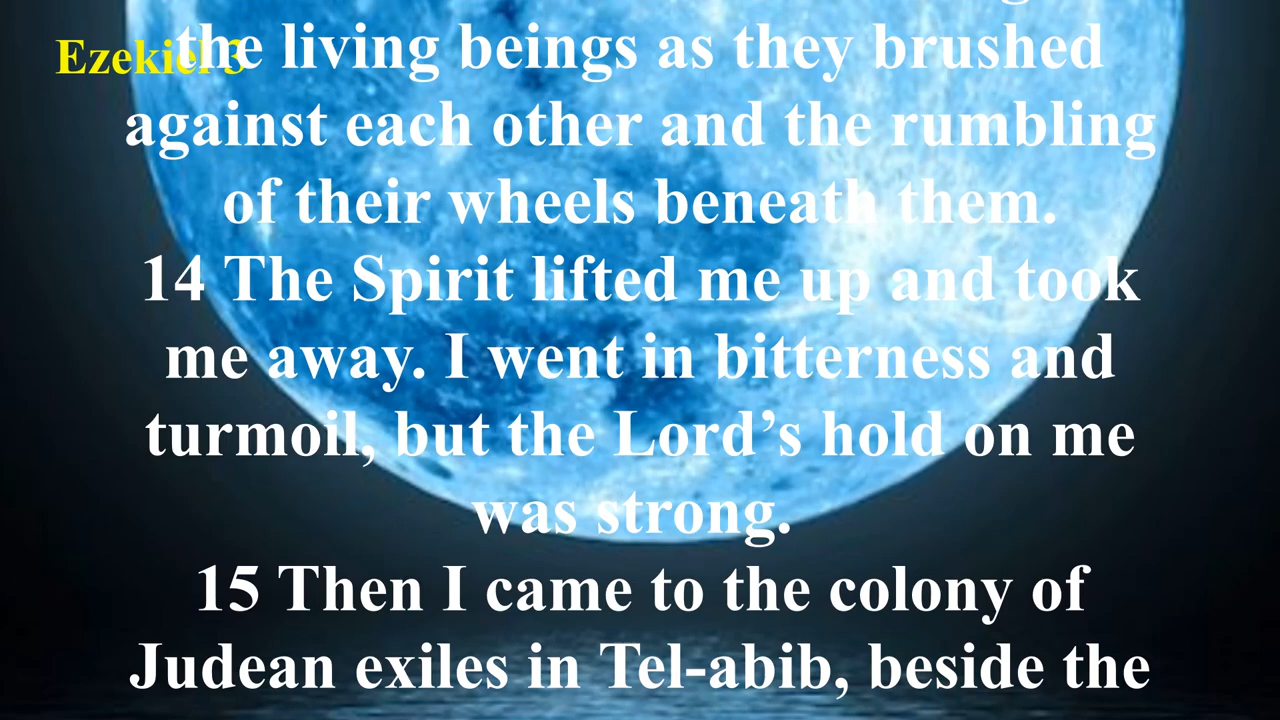 Ezekiel 3
the living beings as they brushed
against each other and the rumbling
of their wheels beneath them.
14 The Spirit lifted me up and took
me away. I went in bitterness and
turmoil, but the Lord’s hold on me
was strong.
15 Then I came to the colony of
Judean exiles in Tel-abib, beside the